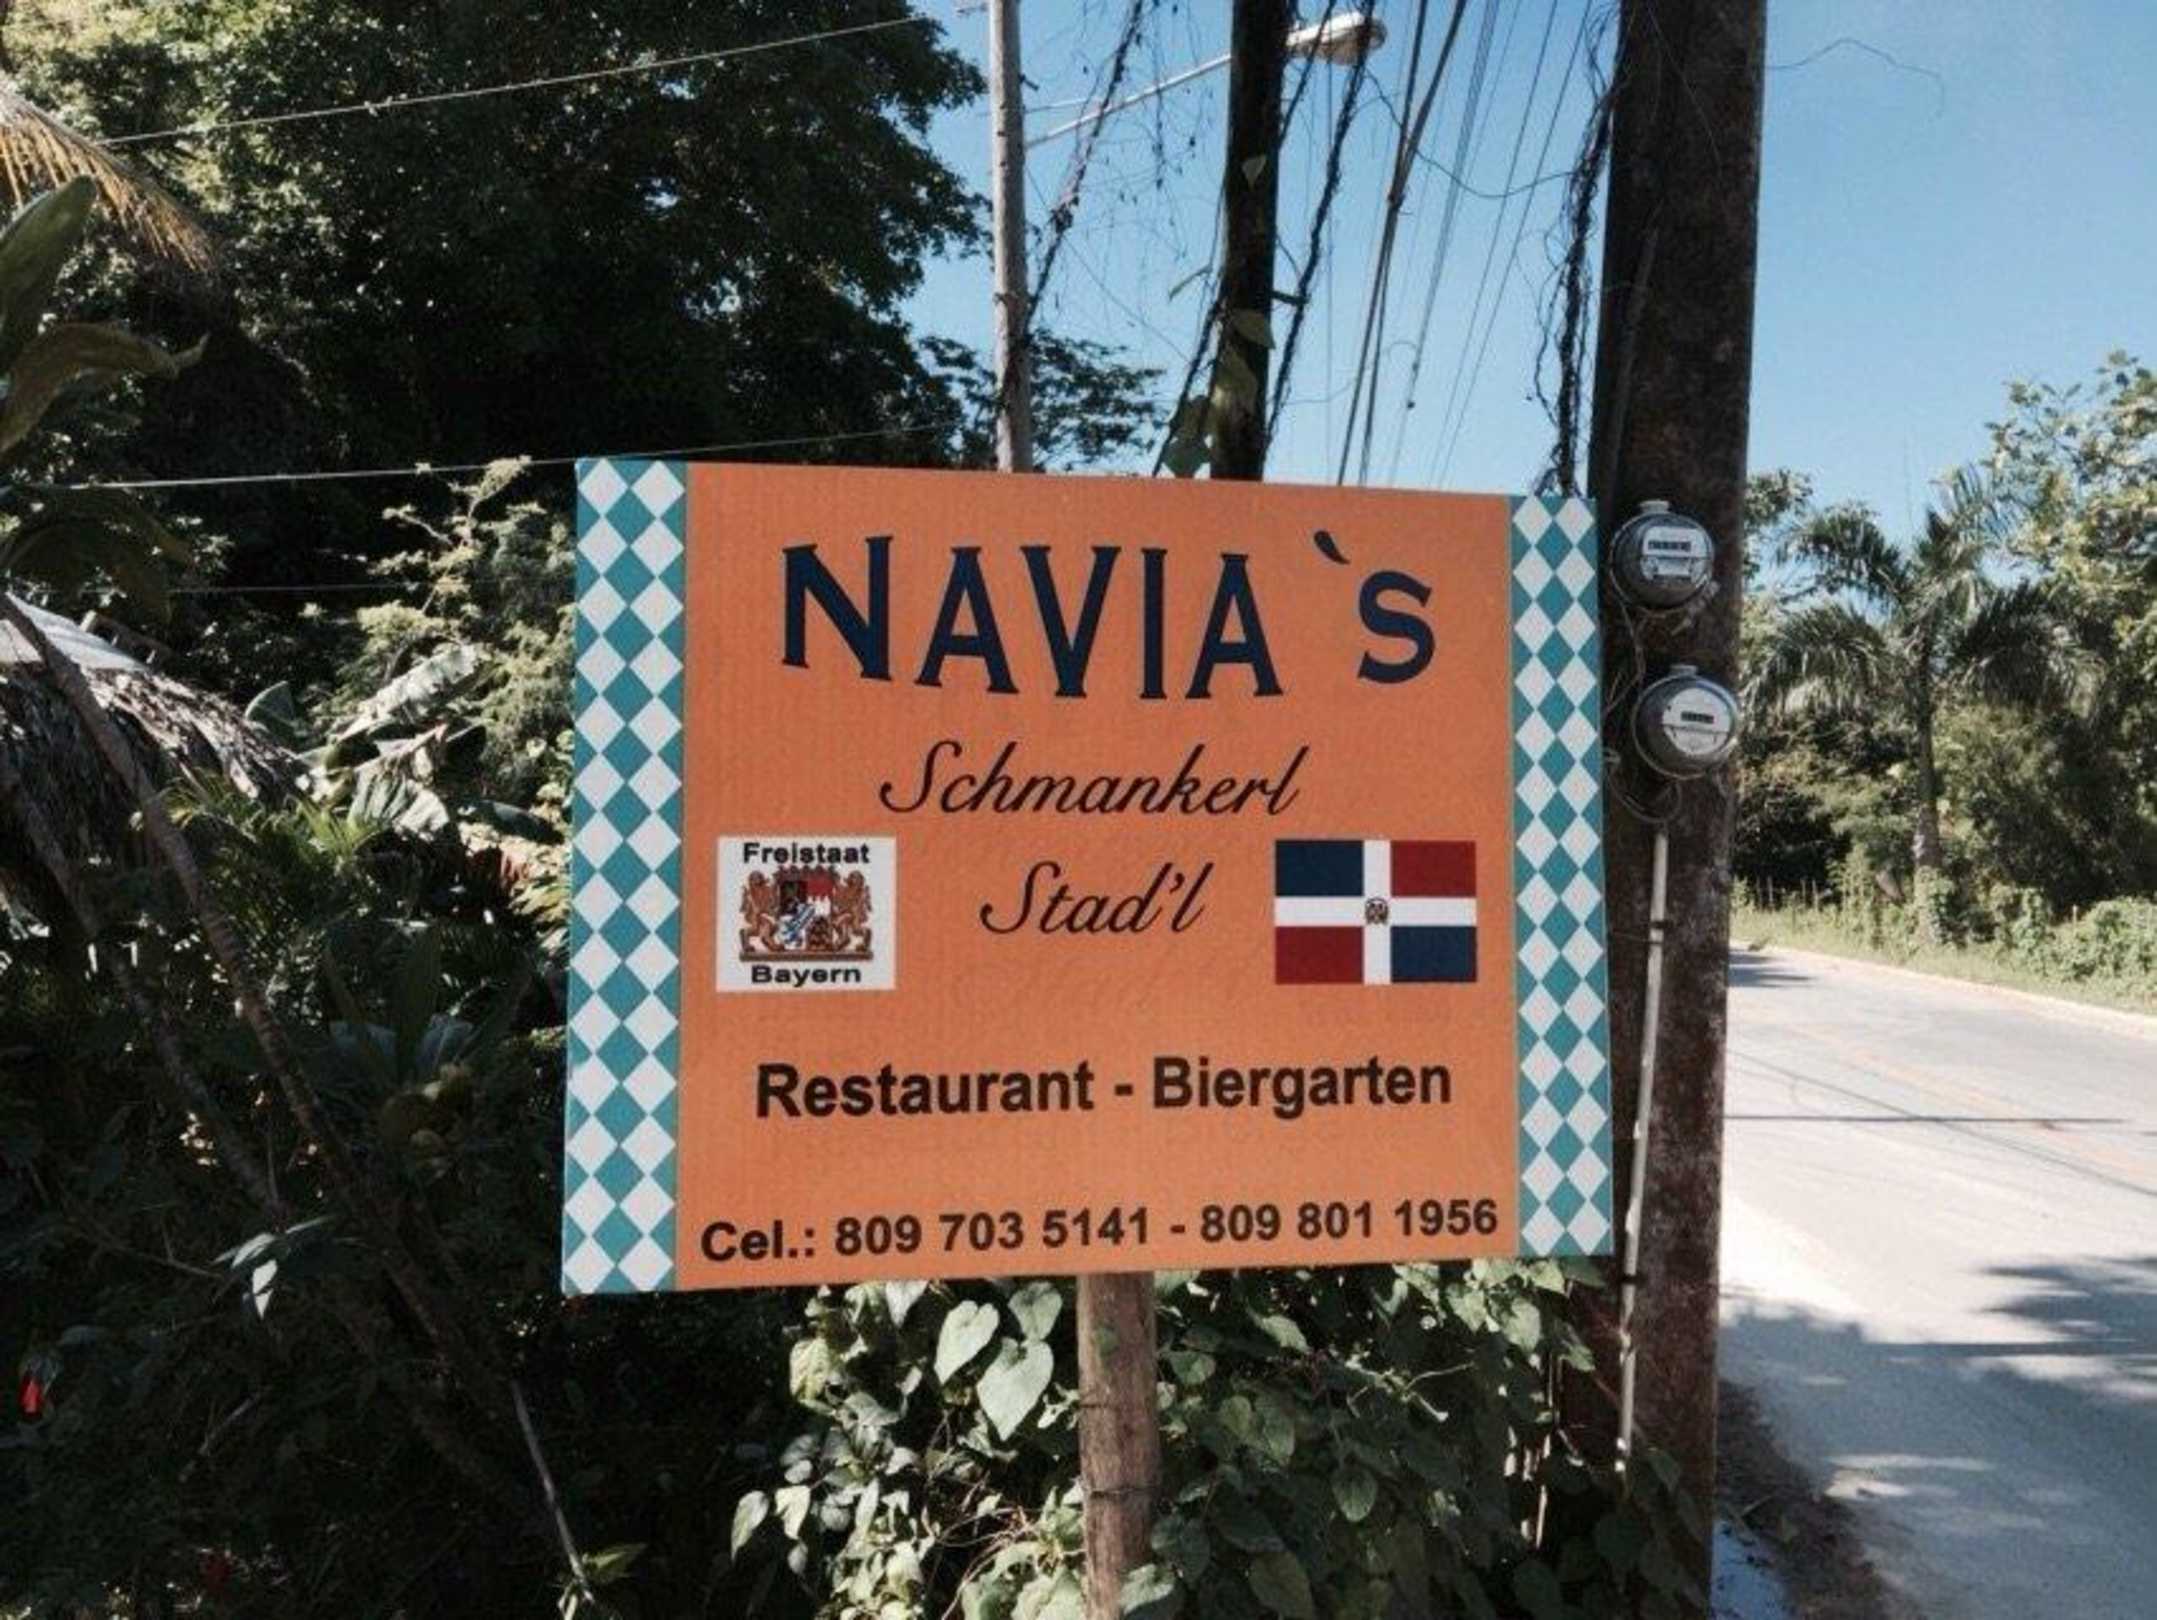 NAVIA`S
Schmankerl
Stad'l
Freistaat
Bayern
Restaurant - Biergarten
Cel.: 809 703 5141 - 809 801 1956